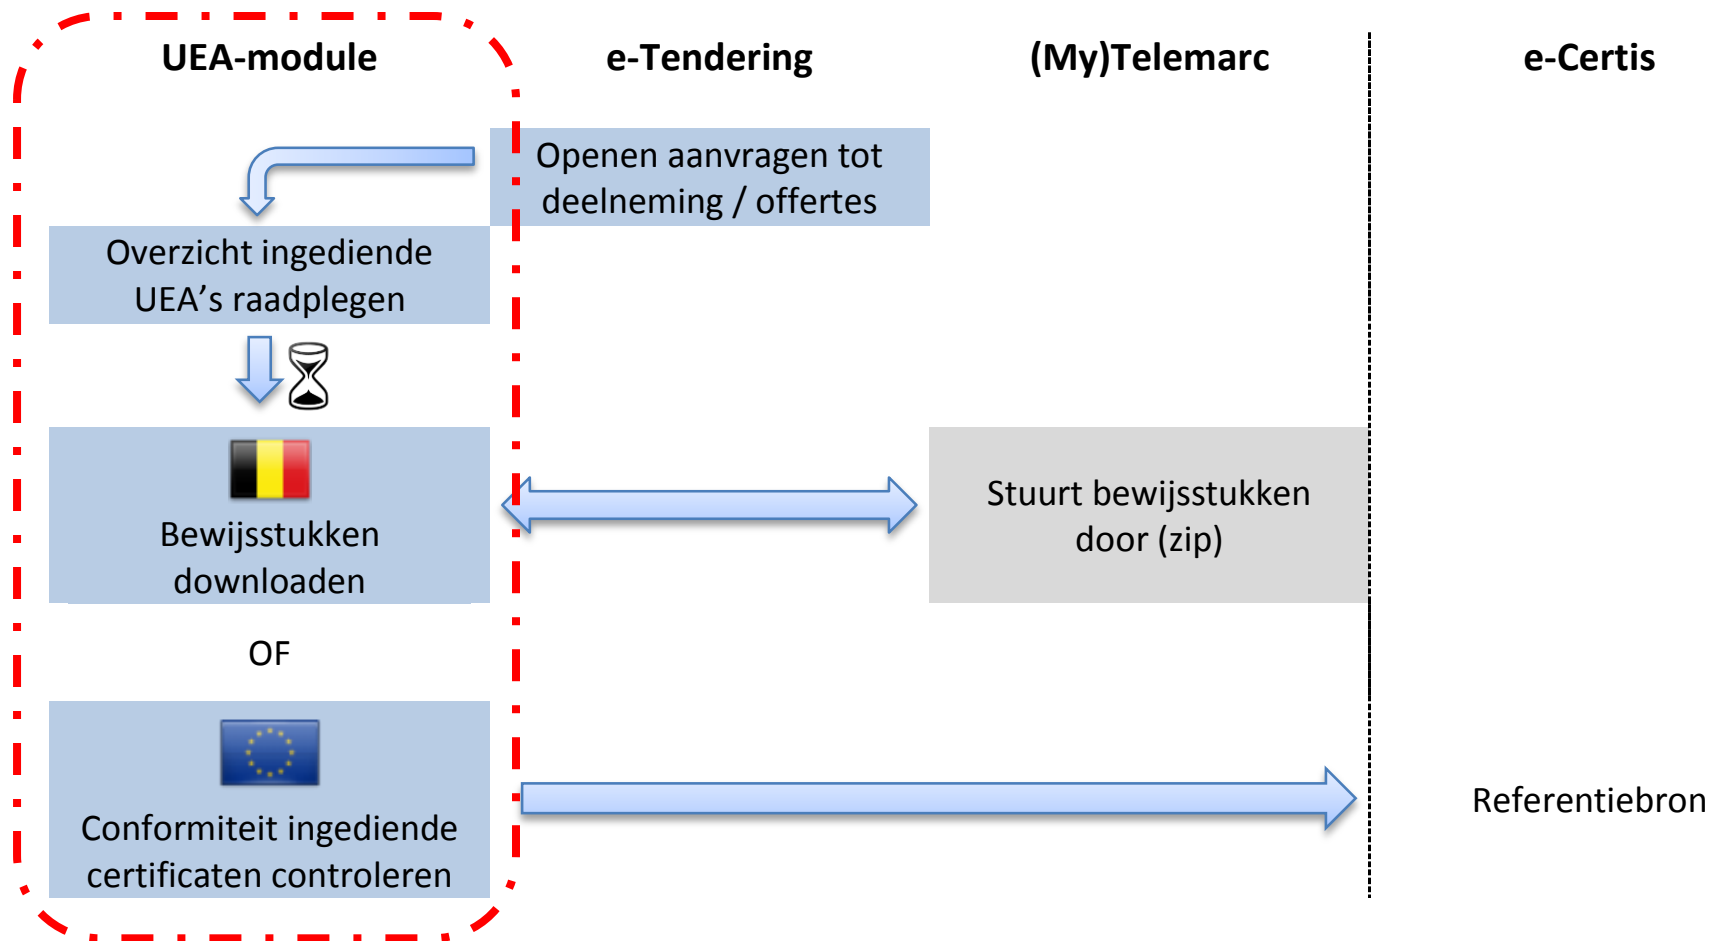 UEA-module
e-Tendering
(My)Telemarc
e-Certis
Openen aanvragen tot
deelneming / offertes
Overzicht ingediende
UEA’s raadplegen
Bewijsstukken
downloaden
Stuurt bewijsstukken
door (zip)
OF
Conformiteit ingediende
certificaten controleren
Referentiebron